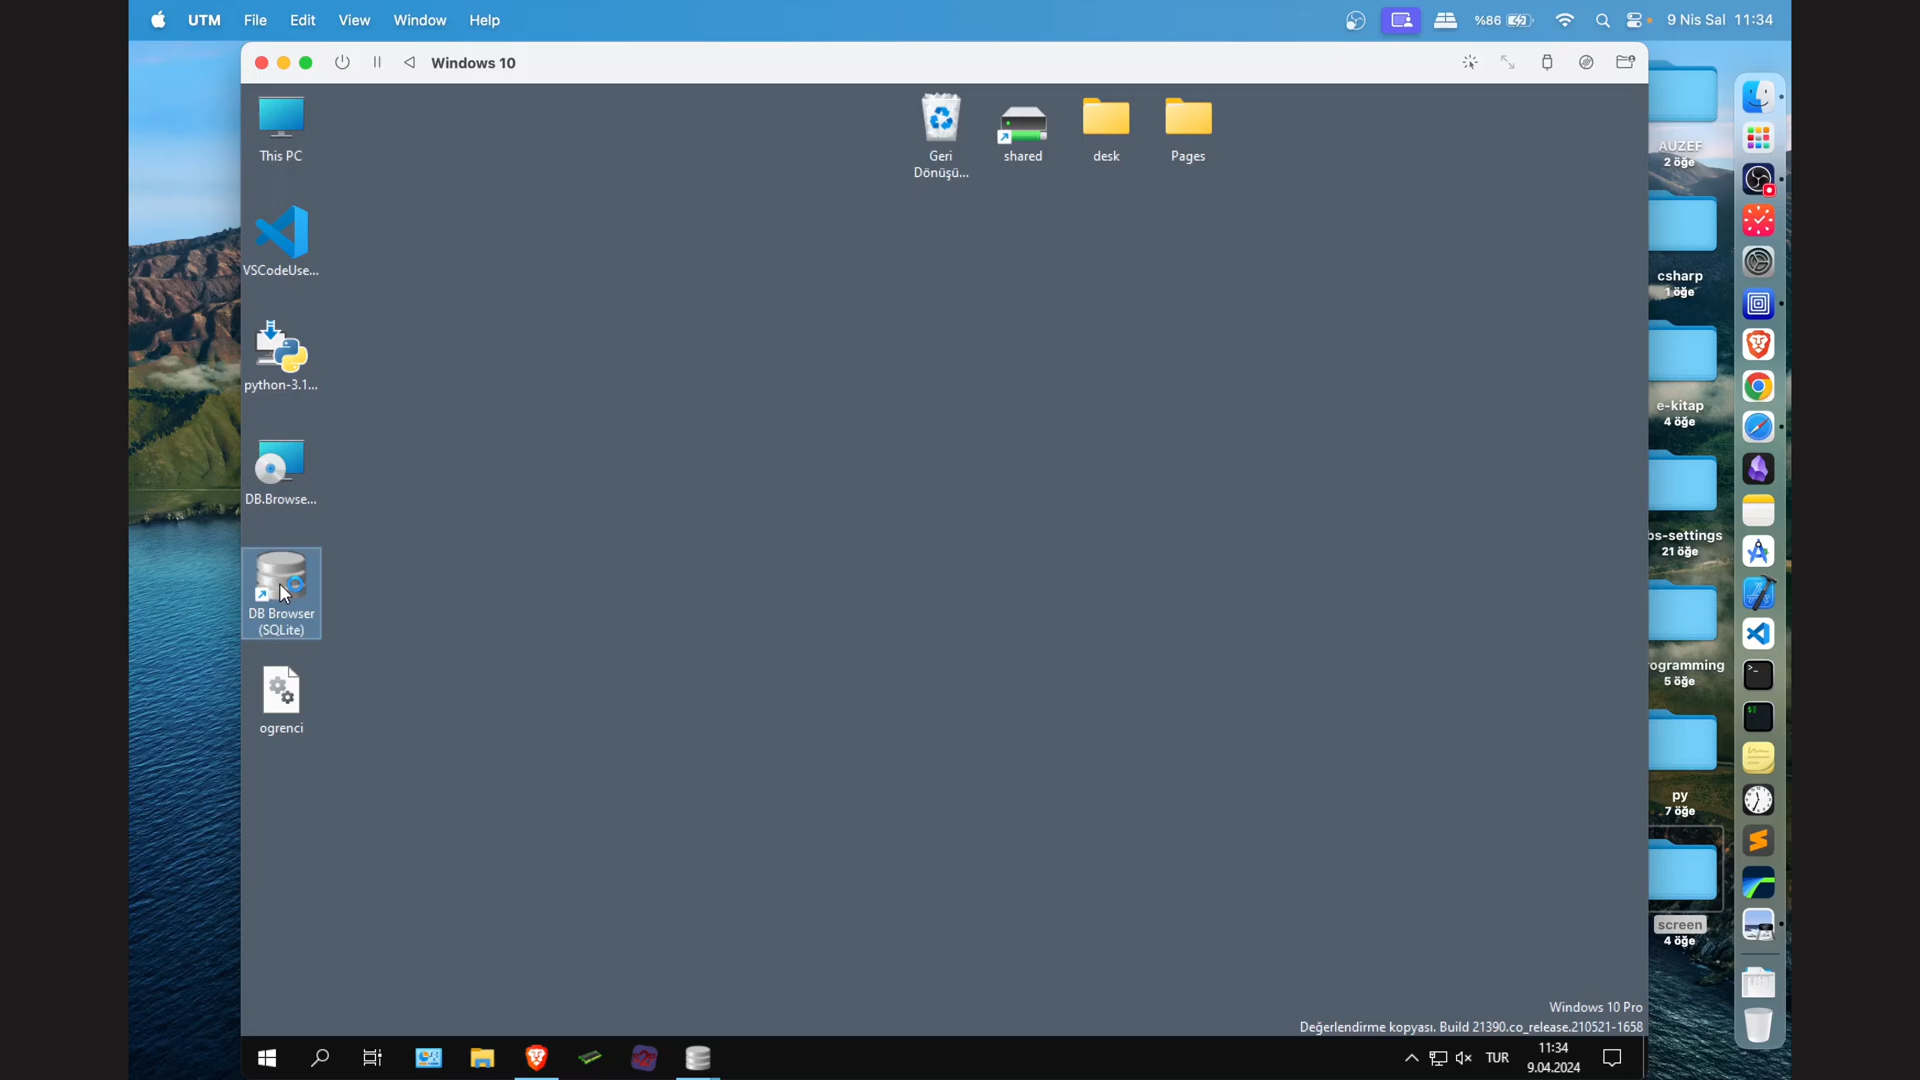 UTM File Edit View Window Help
%86 9 Nis Sal 11:34
Windows 10
This PC
Geri
Dönüşü...
shared
desk
Pages
VSCodeUse...
python-3.1...
DB.Browse...
DB Browser
(SQLite)
ogrenci
AUZEF
2 öğe
csharp
1 öğe
e-kitap
4 öğe
bs-settings
21 öğe
ogramming
5 öğe
py
7 öğe
screen
4 öğe
Windows 10 Pro
Değerlendirme kopyası. Build 21390.co_release.210521-1658
TUR
11:34
9.04.2024